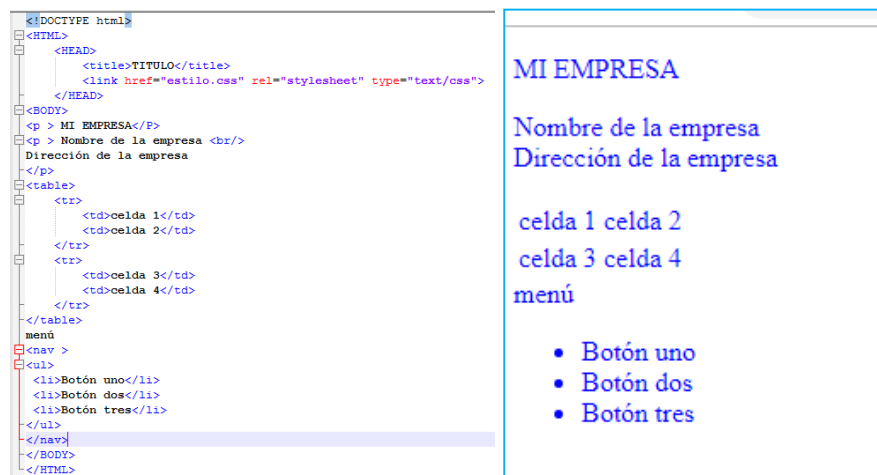 <!DOCTYPE html>
<HTML>
<HEAD>
<title>TITULO</title>
<link href="estilo.css" rel="stylesheet" type="text/css">
</HEAD>
<BODY>
<p > MI EMPRESA</P>
<p > Nombre de la empresa <br/>
Dirección de la empresa
</p>
<table>
<tr>
<td>celda 1</td>
<td>celda 2</td>
</tr>
<tr>
<td>celda 3</td>
<td>celda 4</td>
</tr>
</table>
menú
<nav >
<ul>
<li>Botón uno</li>
<li>Botón dos</li>
<li>Botón tres</li>
</ul>
</nav>
</BODY>
</HTML>
MI EMPRESA
Nombre de la empresa
Dirección de la empresa
celda 1 celda 2
celda 3 celda 4
menú
• Botón uno
• Botón dos
• Botón tres